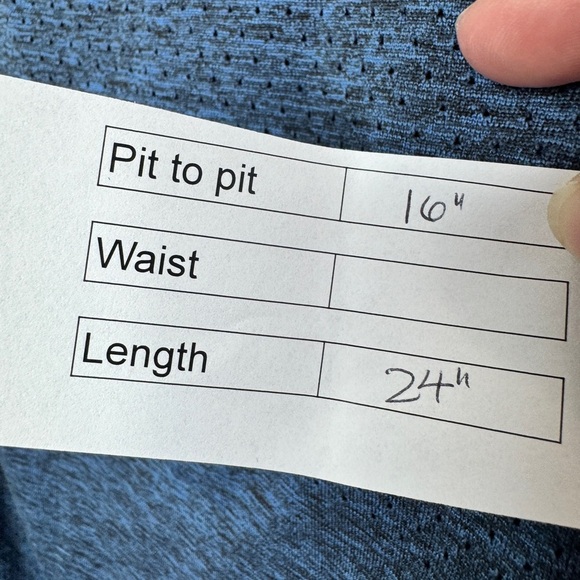 Pit to pit 16"
Waist
Length 24"